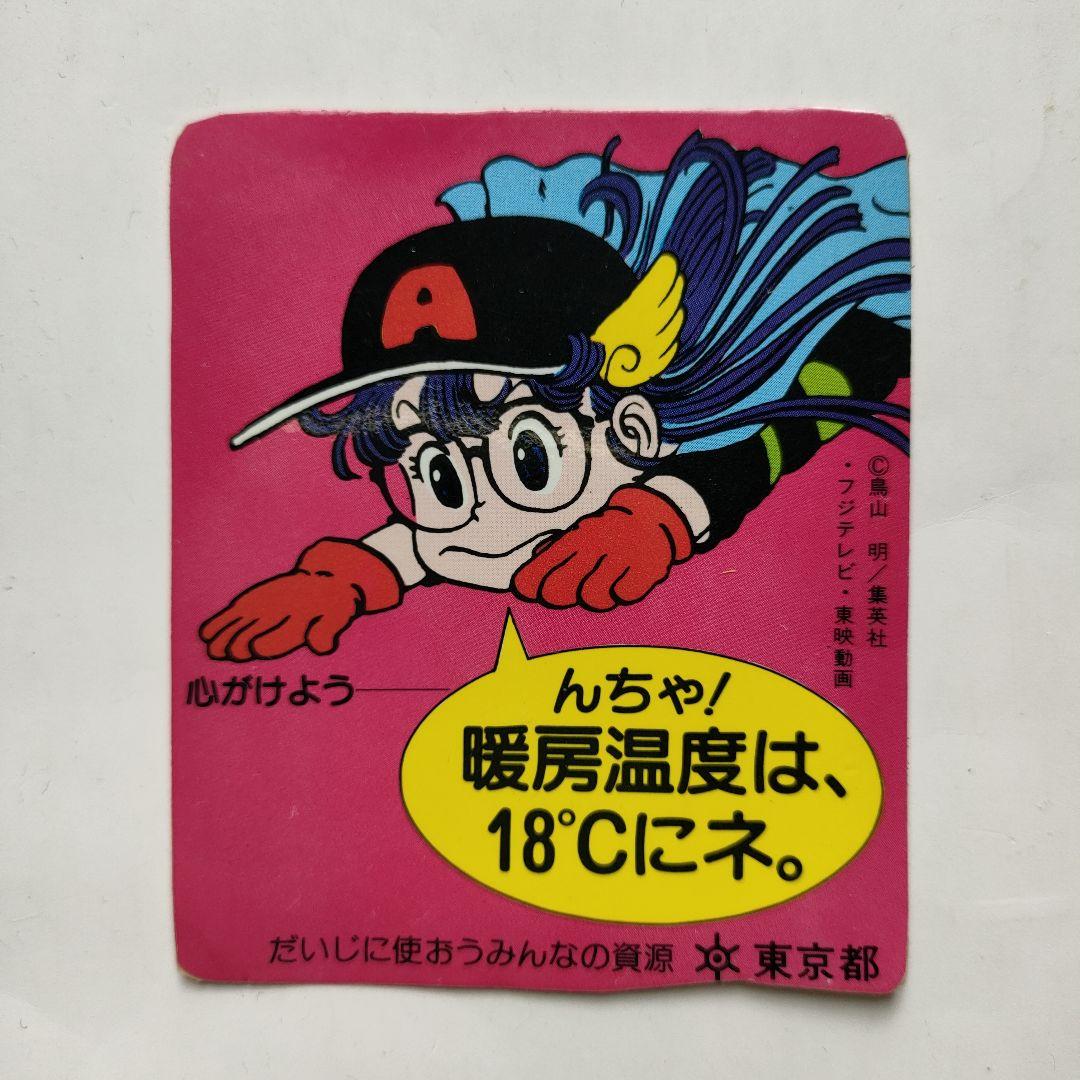 A
©鳥山 明／集英社
・フジテレビ・東映動画
心がけよう
んちゃ!
暖房温度は、
18℃にネ。
だいじに使おうみんなの資源 東京都